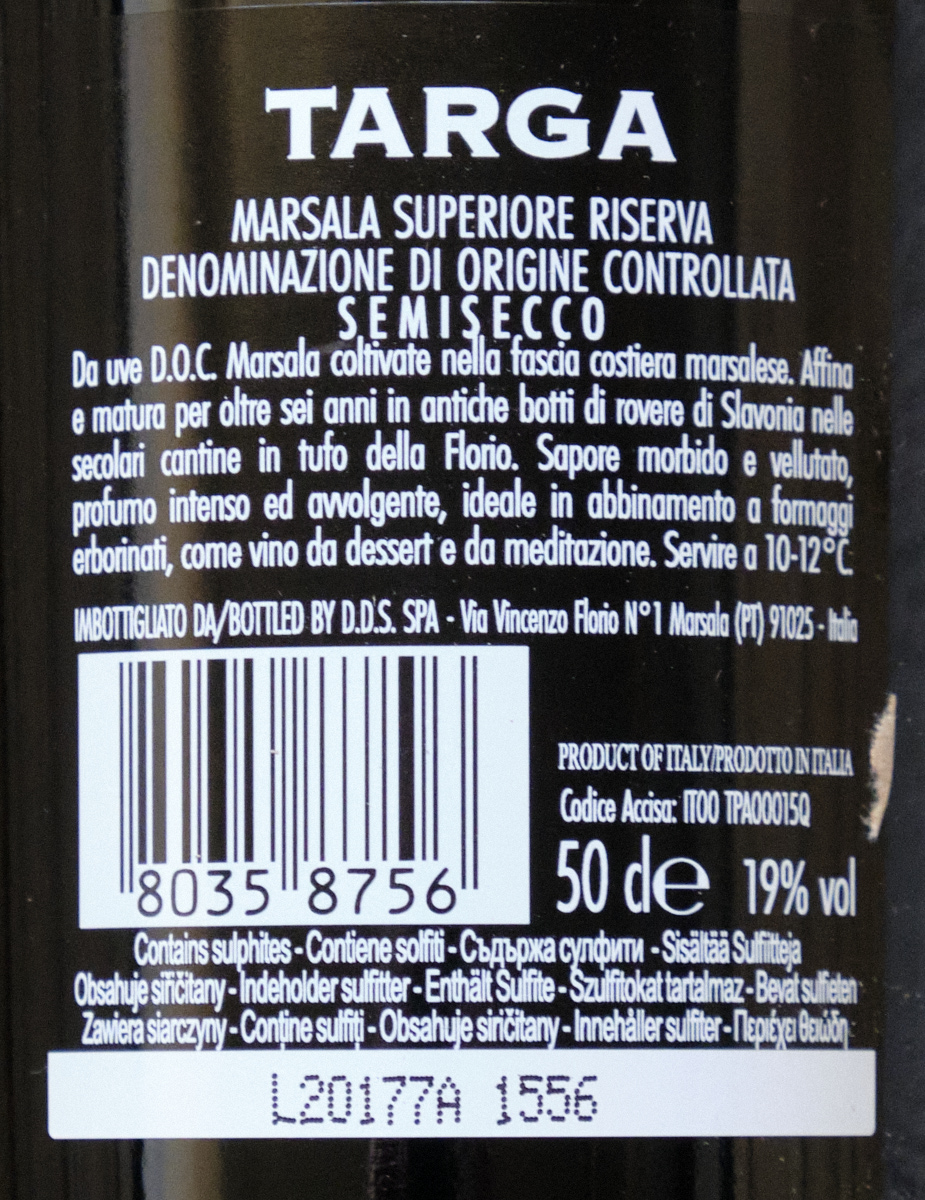 TARGA
MARSALA SUPERIORE RISERVA
DENOMINAZIONE DI ORIGINE CONTROLLATA
SEMISECCO
Da uve D.O.C. Marsala coltivate nella fascia costiera marsalese. Affina
e matura per òltre sei anni in antiche botti di rovere di Slavonia nelle
secolari cantine in tufo della Florio. Sapore morbido e vellutato,
profumo intenso ed avvolgente, ideale in abbinamento a formaggi
erborinati, come vino da dessert e da meditazione. Servire a 10-12°C.
IMBOTTIGLIATO DA/BOTTLED BY D.D.S. SPA - Via Vincenzo Florio N°1 Marsala (PT) 91025 - Italia
PRODUCT OF ITALY/PRODOTTO IN ITALIA
Codice Accisa: IT00 TPA00015Q
50 cl e 19% vol
8035 8756
Contains sulphites - Contiene solfiti - Съдържа сулфити - Sisältää Sulfiitteja
Obsahuje siřičitany - Indeholder sulfitter - Enthält Sulfite - Szulfitokat tartalmaz - Bevat sulfieten
Zawiera siarczyny - Conţine sulfiţi - Obsahuje siričitany - Innehåller sulfiter - Περιέχει Θειώδη
L20177A 1556